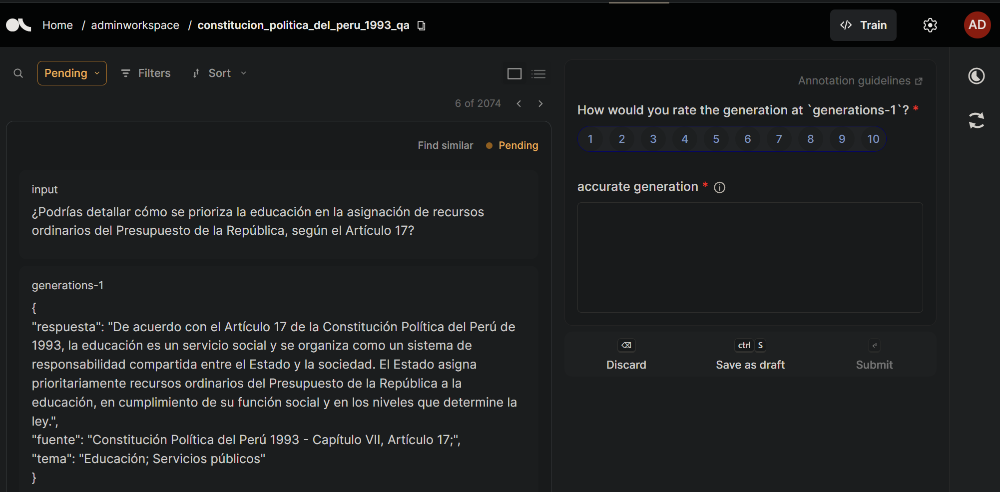 Home / adminworkspace / constitucion_politica_del_peru_1993_qa
</> Train
AD
Pending
Filters
Sort
6 of 2074
Find similar
Pending
input
¿Podrías detallar cómo se prioriza la educación en la asignación de recursos
ordinarios del Presupuesto de la República, según el Artículo 17?
generations-1
{
"respuesta": "De acuerdo con el Artículo 17 de la Constitución Política del Perú de
1993, la educación es un servicio social y se organiza como un sistema de
responsabilidad compartida entre el Estado y la sociedad. El Estado asigna
prioritariamente recursos ordinarios del Presupuesto de la República a la
educación, en cumplimiento de su función social y en los niveles que determine la
ley.",
"fuente": "Constitución Política del Perú 1993 - Capítulo VII, Artículo 17;",
"tema": "Educación; Servicios públicos"
}
Annotation guidelines
How would you rate the generation at `generations-1`? *
1 2 3 4 5 6 7 8 9 10
accurate generation *
ctrl S
Discard
Save as draft
Submit